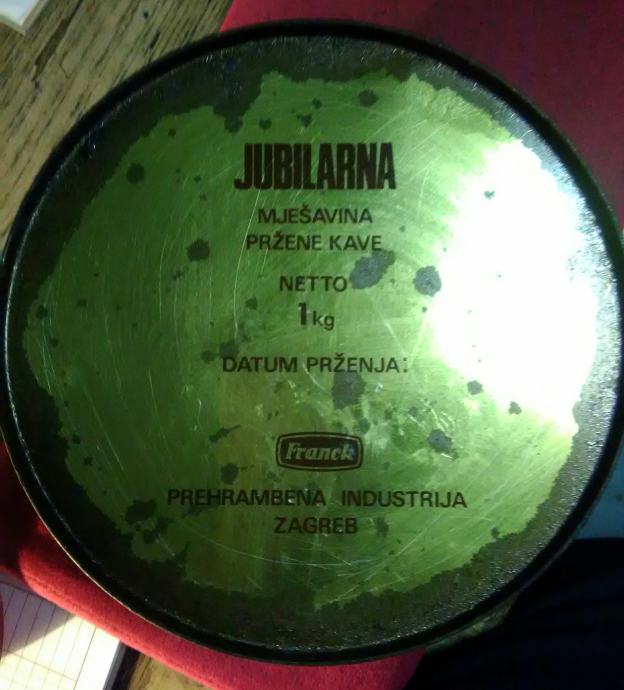 JUBILARNA
MJEŠAVINA
PRŽENE KAVE
NETTO
1kg
DATUM PRŽENJA:
Franck
PREHRAMBENA INDUSTRIJA
ZAGREB